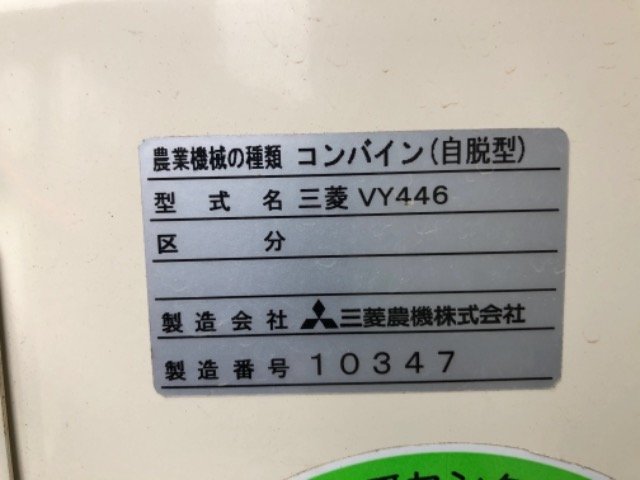 農業機械の種類 コンバイン(自脱型)
型式名 三菱 VY446
区分
製造会社 三菱農機株式会社
製造番号 10347